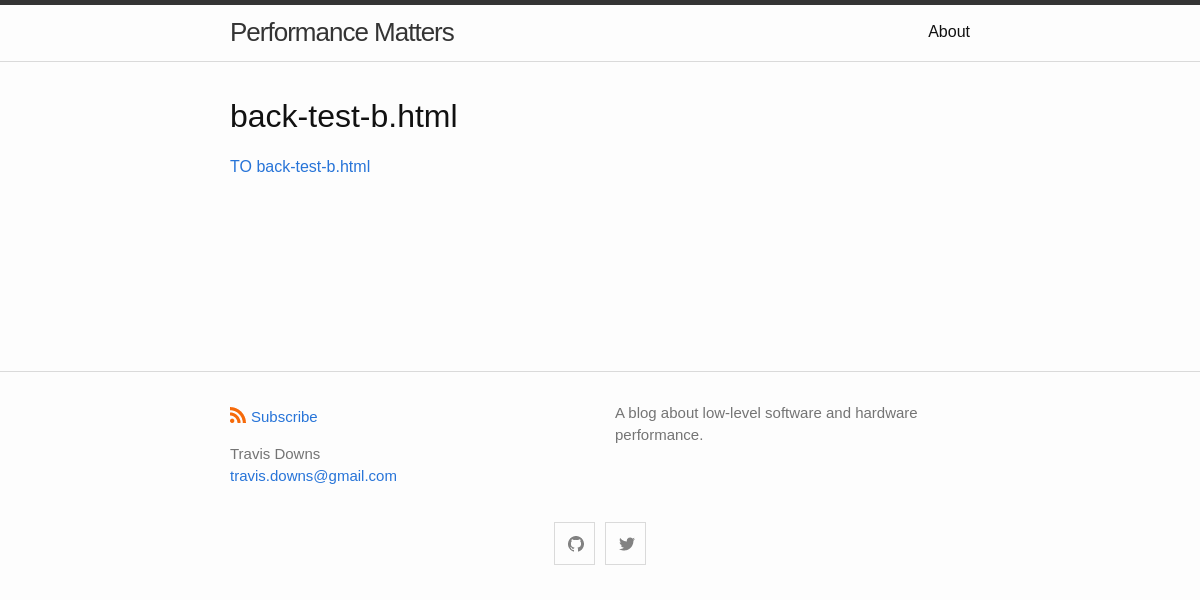 Performance Matters
About
back-test-b.html
TO back-test-b.html
Subscribe
Travis Downs
travis.downs@gmail.com
A blog about low-level software and hardware
performance.